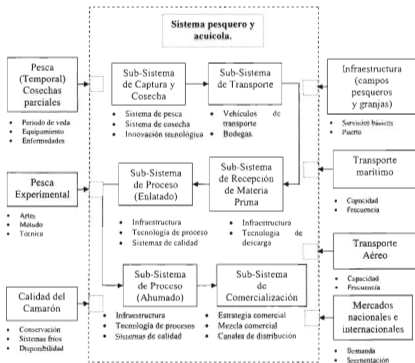 Sistema pesquero y
acuícola.
Pesca
(Temporal)
Cosechas
parciales
• Periodo de veda
• Equipamiento
• Enfermedades
Sub-Sistema
de Captura y
Cosecha
• Sistema de pesca
• Sistema de cosecha
• Innovación tecnológica
Sub-Sistema
de Transporte
• Vehículos de
transporte
• Bodegas.
Infraestructura
(campos
pesqueros
y granjas)
• Servicios básicos
• Puerto
Pesca
Experimental
• Artes
• Método
• Técnica
Sub-Sistema
de Proceso
(Enlatado)
• Infraestructura
• Tecnología de proceso
• Sistemas de calidad
Sub-Sistema
de Recepción
de Materia
Prima
• Infraestructura
• Tecnología de
descarga
Transporte
marítimo
• Capacidad
• Frecuencia
Transporte
Aéreo
• Capacidad
• Frecuencia
Calidad del
Camarón
• Conservación
• Sistemas fríos
• Disponibilidad
Sub-Sistema
de Proceso
(Ahumado)
• Infraestructura
• Tecnología de procesos
• Sistemas de calidad
Sub-Sistema
de
Comercialización
• Estrategia comercial
• Mezcla comercial
• Canales de distribución
Mercados
nacionales e
internacionales
• Demanda
• Segmentación